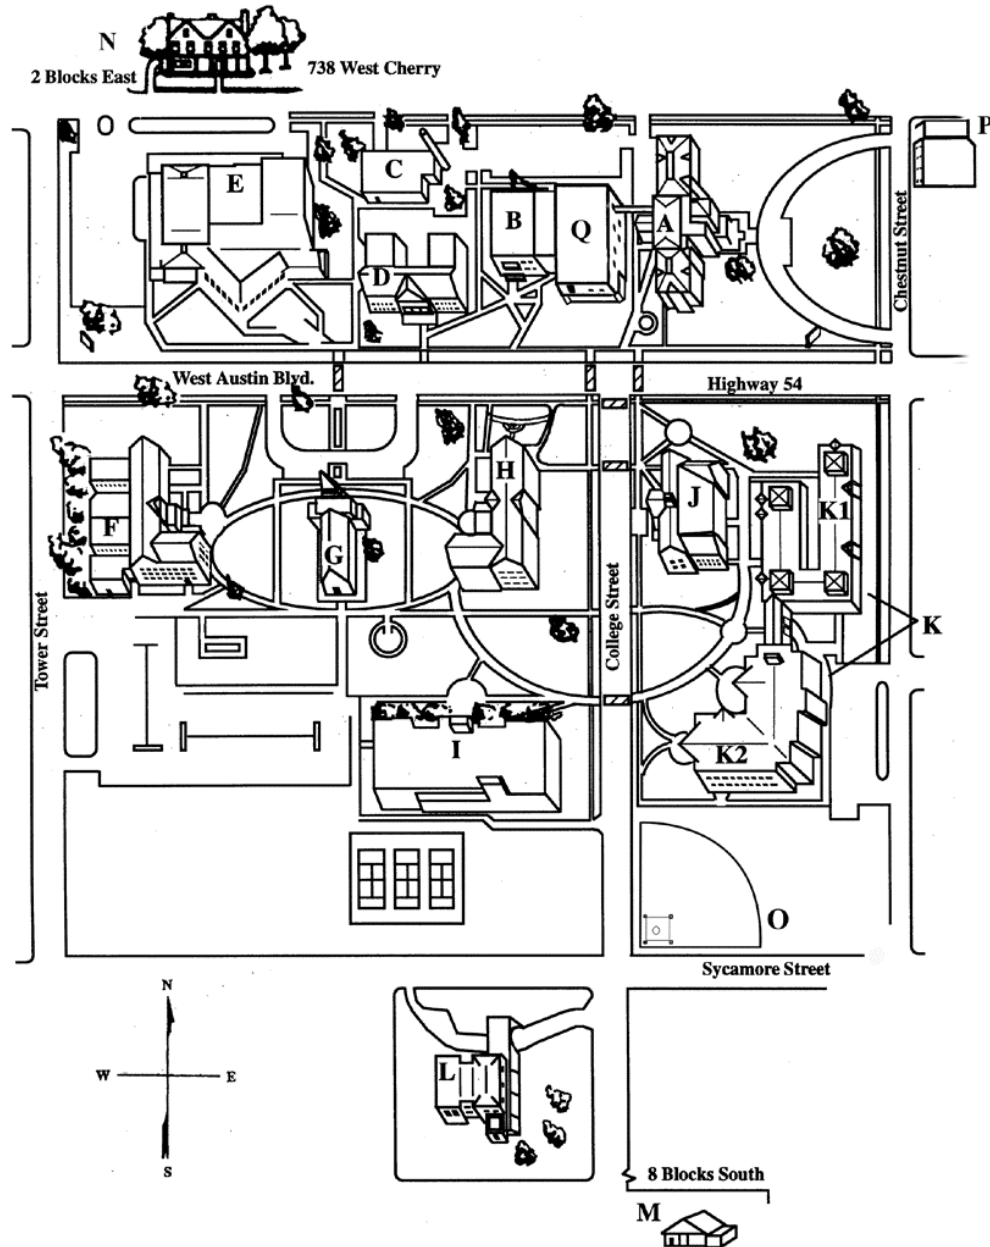 N
2 Blocks East
738 West Cherry
P
E
C
B
Q
A
D
Chestnut Street
West Austin Blvd.
Highway 54
H
J
K1
F
G
Tower Street
College Street
K
I
K2
O
Sycamore Street
N
W
E
S
L
8 Blocks South
M